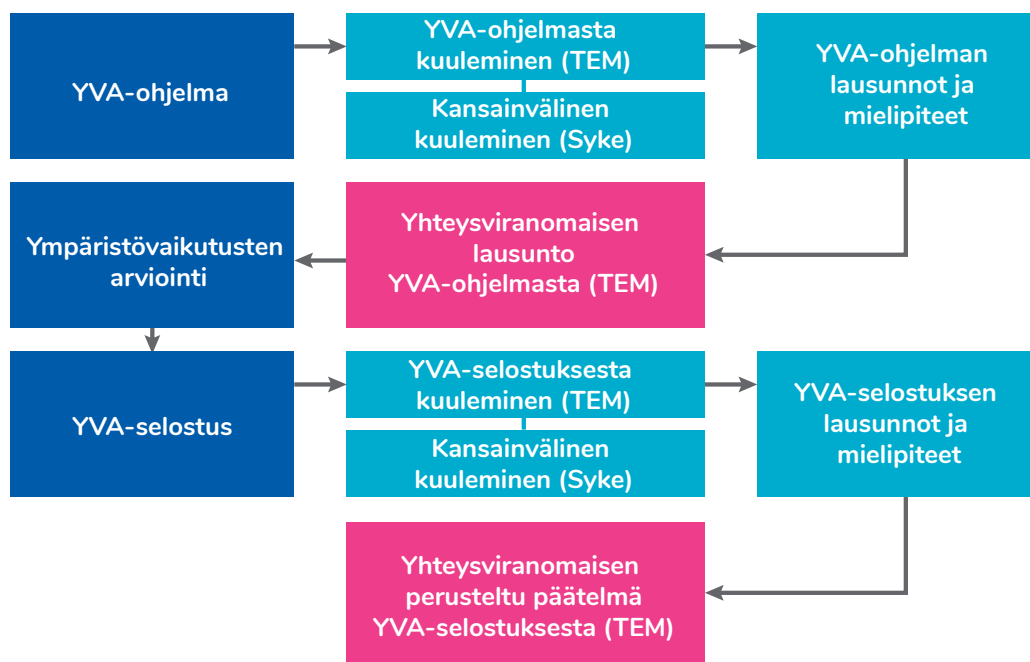 YVA-ohjelma
YVA-ohjelmasta
kuuleminen (TEM)
Kansainvälinen
kuuleminen (Syke)
YVA-ohjelman
lausunnot ja
mielipiteet
Yhteysviranomaisen
lausunto
YVA-ohjelmasta (TEM)
Ympäristövaikutusten
arviointi
YVA-selostus
YVA-selostuksesta
kuuleminen (TEM)
Kansainvälinen
kuuleminen (Syke)
YVA-selostuksen
lausunnot ja
mielipiteet
Yhteysviranomaisen
perusteltu päätelmä
YVA-selostuksesta (TEM)